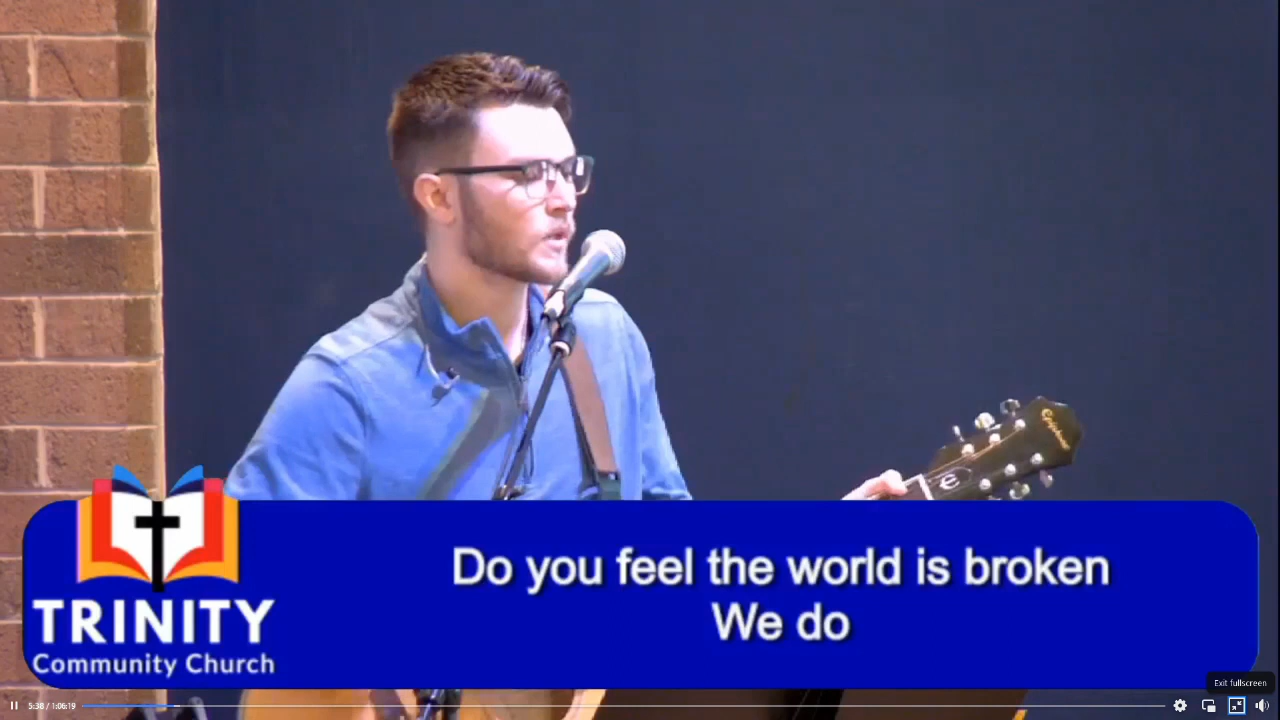 Epiphone
Do you feel the world is broken
We do
TRINITY
Community Church
Exit fullscreen
5:38 / 1:06:19